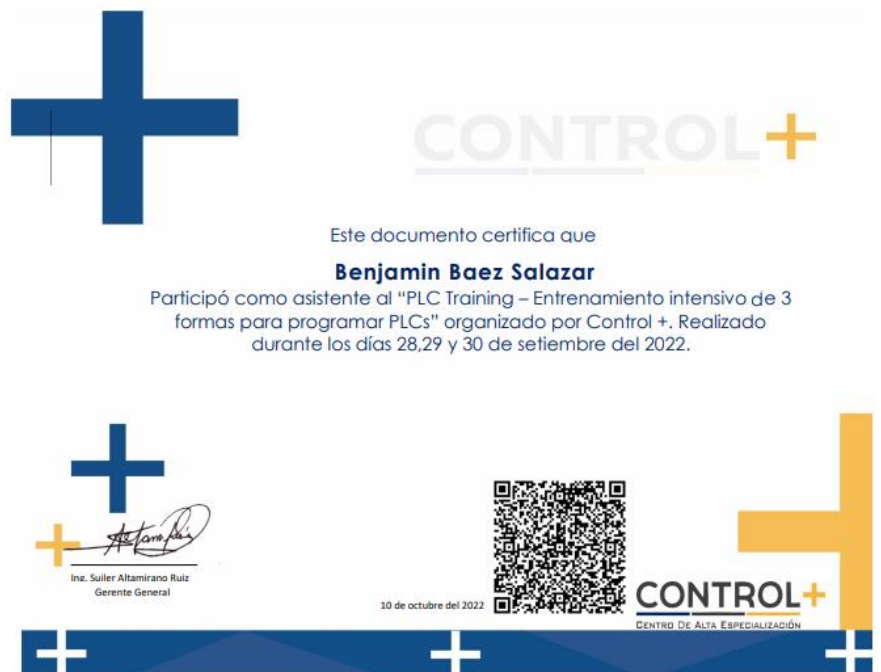 CONTROL+
Este documento certifica que
Benjamin Baez Salazar
Participó como asistente al “PLC Training – Entrenamiento intensivo de 3
formas para programar PLCs” organizado por Control +. Realizado
durante los días 28,29 y 30 de setiembre del 2022.
Ing. Suiler Altamirano Ruiz
Gerente General
10 de octubre del 2022
CONTROL+
CENTRO DE ALTA ESPECIALIZACIÓN